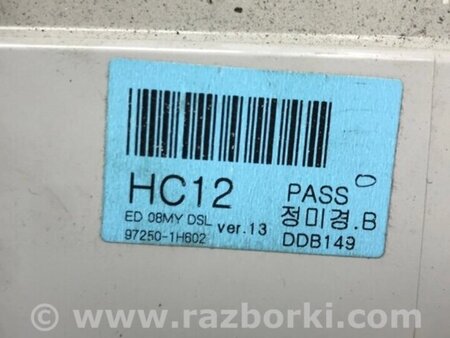 HC12
PASS
ED 08MY DSL ver.13
정미경.B
97250-1H602
DDB149
© www.razborki.com